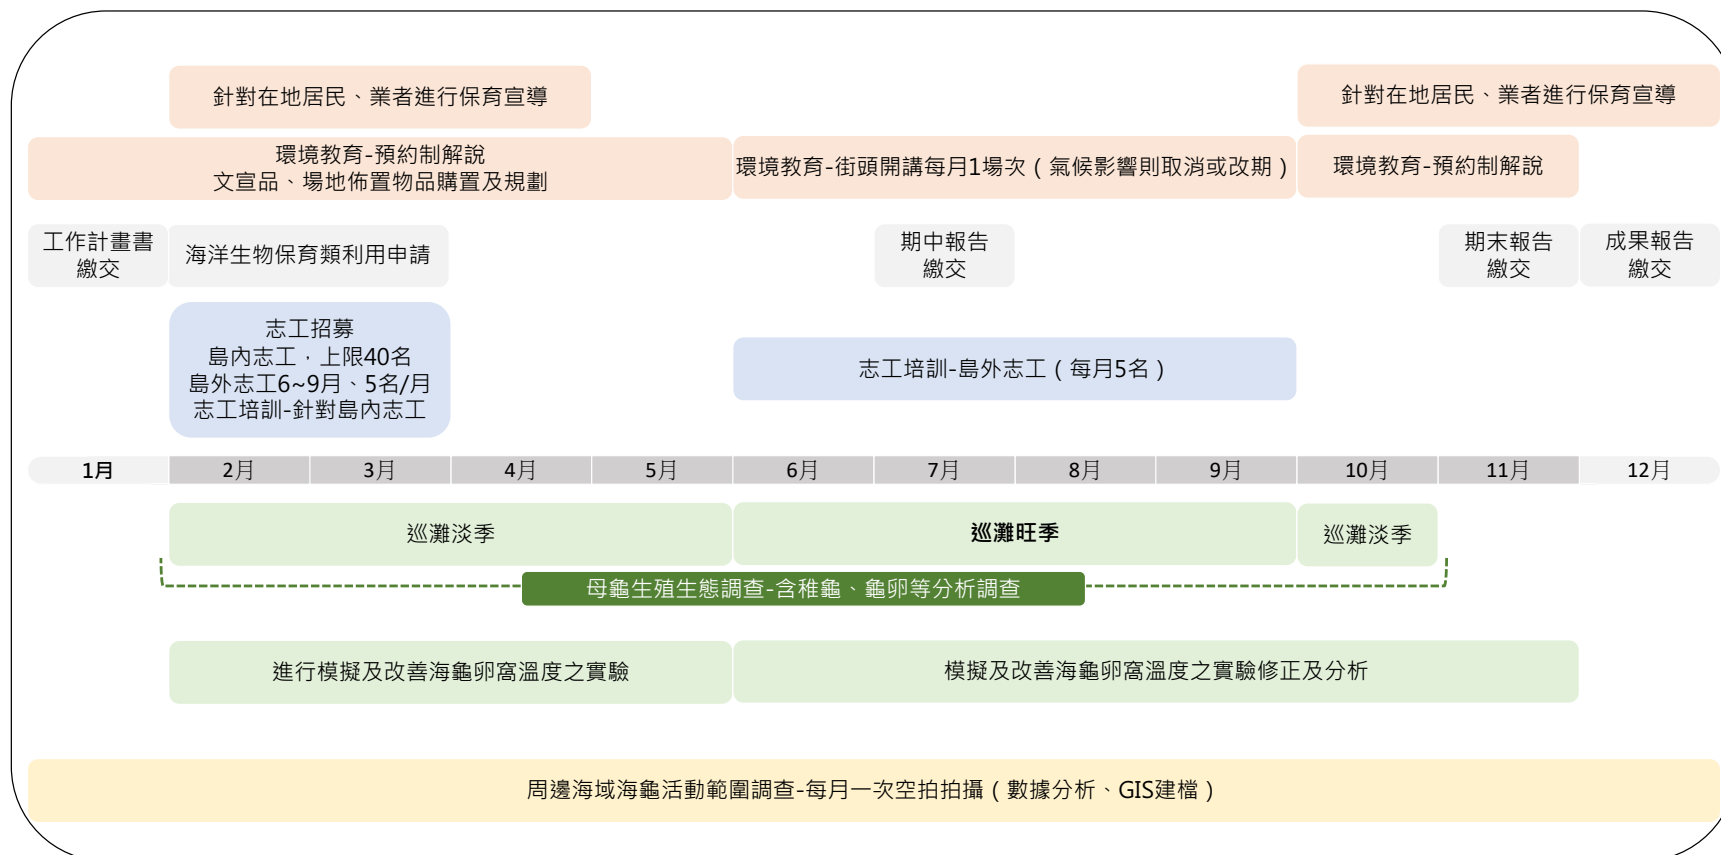 針對在地居民、業者進行保育宣導
針對在地居民、業者進行保育宣導
環境教育-預約制解說
文宣品、場地佈置物品購置及規劃
環境教育-街頭開講每月1場次（氣候影響則取消或改期）
環境教育-預約制解說
工作計畫書
繳交
海洋生物保育類利用申請
期中報告
繳交
期末報告
繳交
成果報告
繳交
志工招募
島內志工，上限40名
島外志工6~9月、5名/月
志工培訓-針對島內志工
志工培訓-島外志工（每月5名）
1月
2月
3月
4月
5月
6月
7月
8月
9月
10月
11月
12月
巡灘淡季
巡灘旺季
巡灘淡季
母龜生殖生態調查-含稚龜、龜卵等分析調查
進行模擬及改善海龜卵窩溫度之實驗
模擬及改善海龜卵窩溫度之實驗修正及分析
周邊海域海龜活動範圍調查-每月一次空拍拍攝（數據分析、GIS建檔）